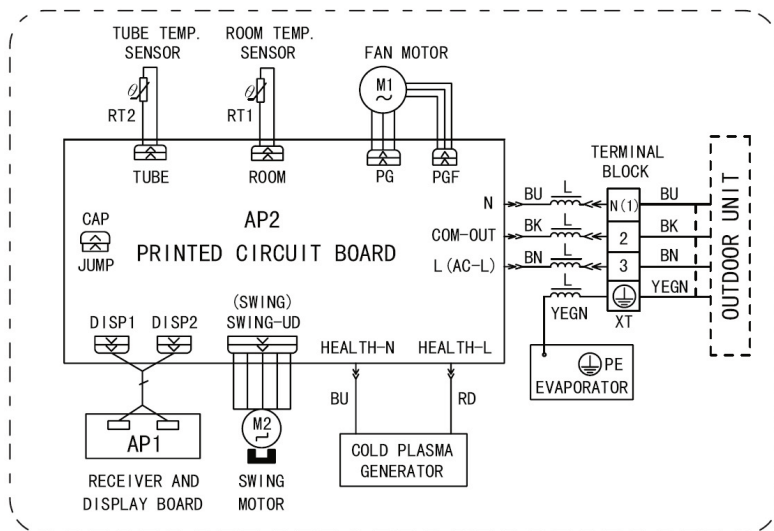 TUBE TEMP.
SENSOR
ROOM TEMP.
SENSOR
FAN MOTOR
M1
RT2
RT1
TUBE
ROOM
PG
PGF
TERMINAL
BLOCK
N
BU
L
N(1)
BU
CAP
JUMP
AP2
PRINTED CIRCUIT BOARD
COM-OUT
BK
L
2
BK
L(AC-L)
BN
L
3
BN
L
YEGN
YEGN
XT
OUTDOOR UNIT
DISP1
DISP2
(SWING)
SWING-UD
HEALTH-N
HEALTH-L
PE
EVAPORATOR
BU
RD
AP1
M2
COLD PLASMA
GENERATOR
RECEIVER AND
DISPLAY BOARD
SWING
MOTOR